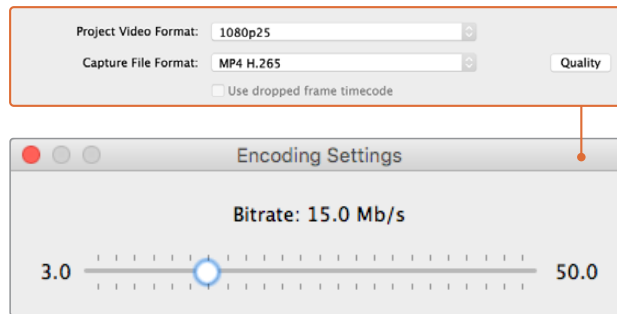 Project Video Format: 1080p25
Capture File Format: MP4 H.265 Quality
Use dropped frame timecode
Encoding Settings
Bitrate: 15.0 Mb/s
3.0 50.0